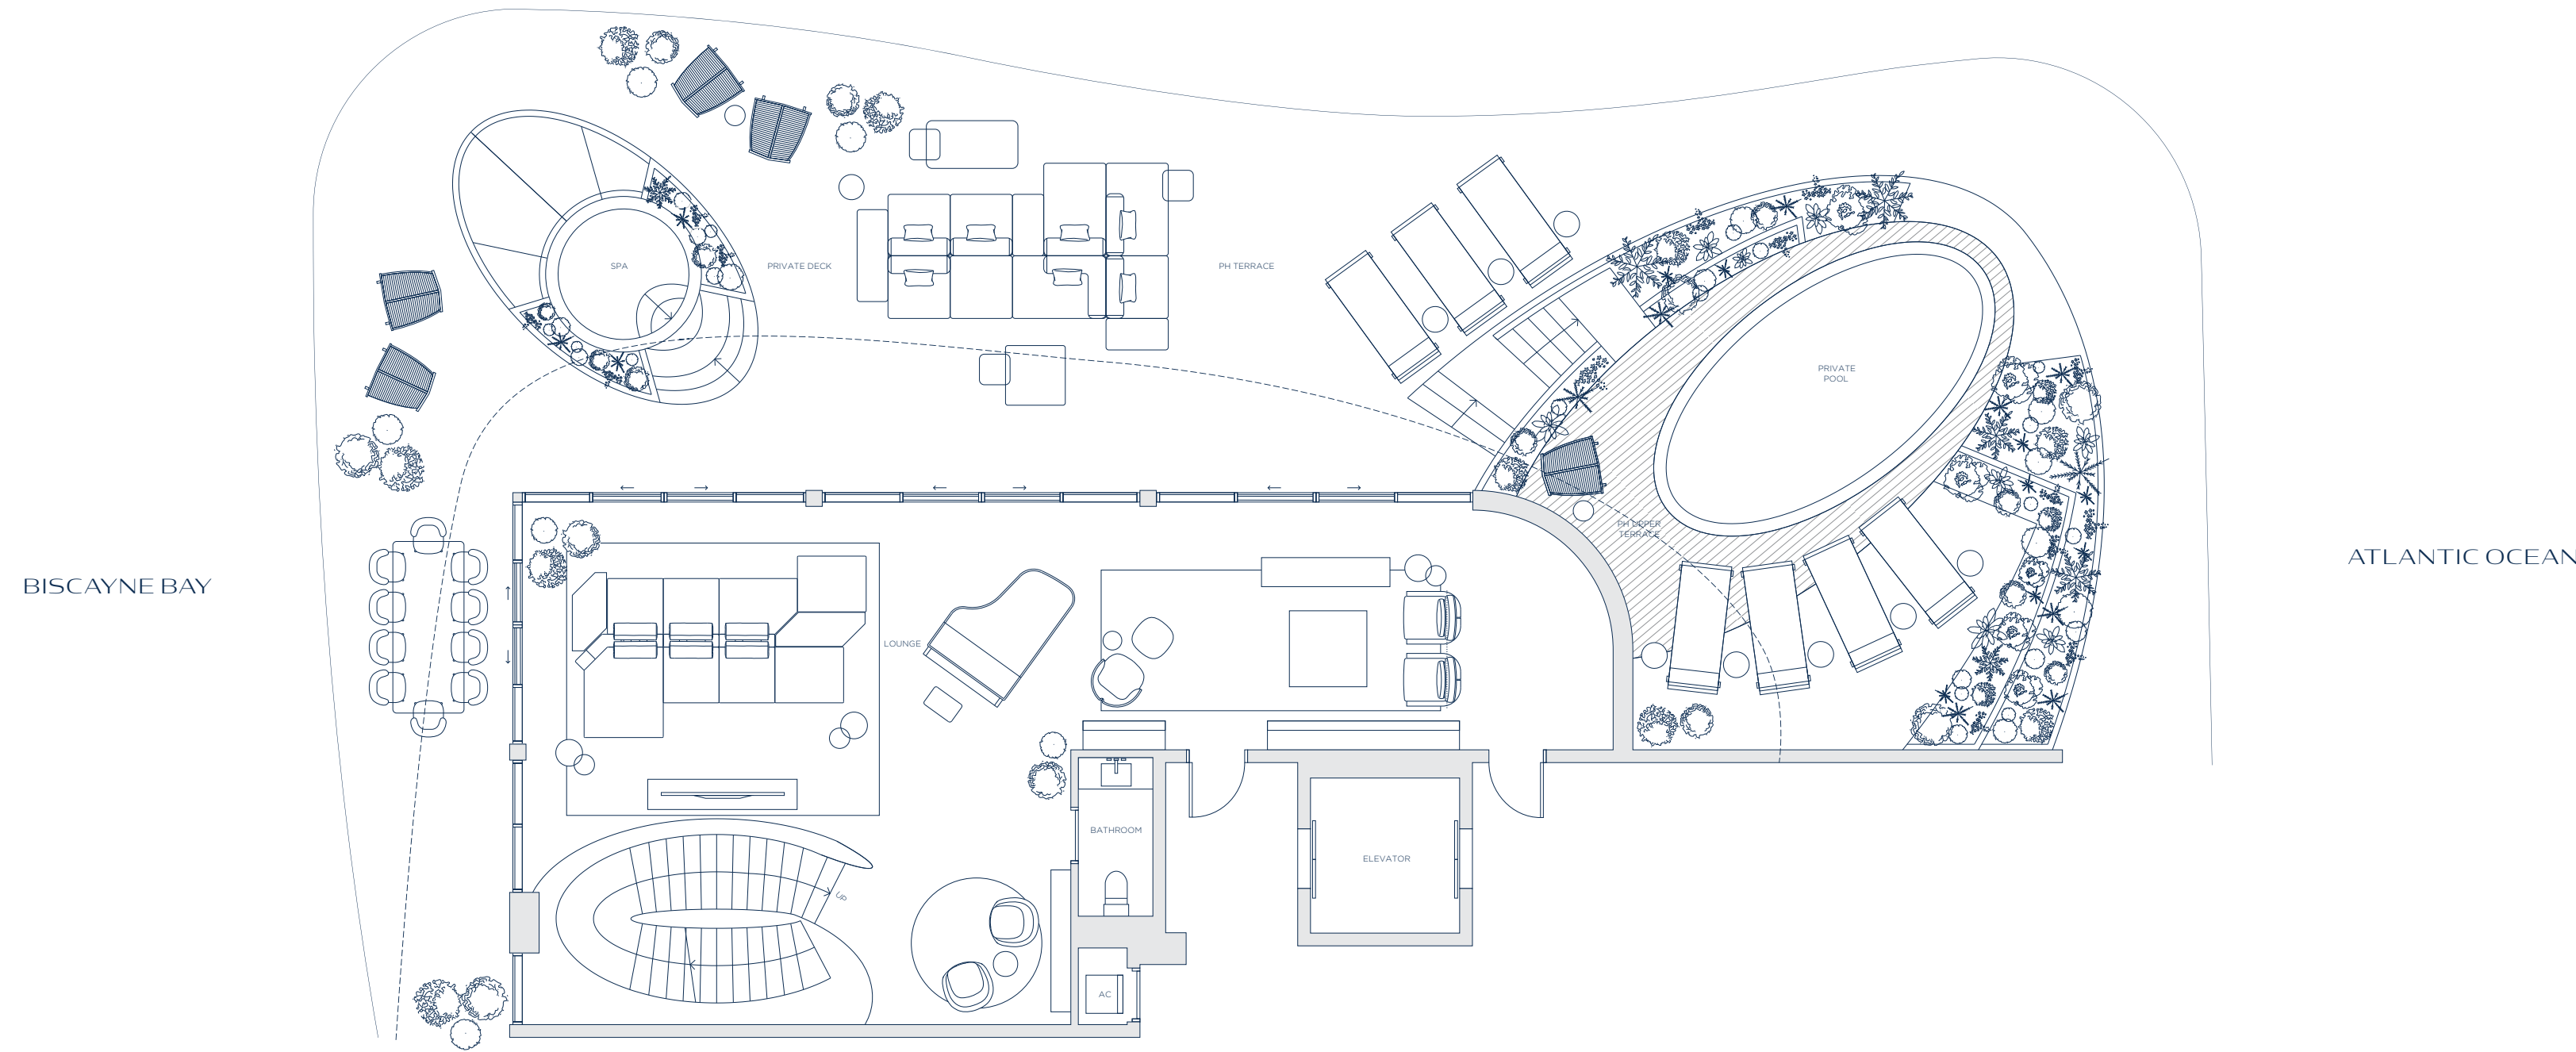 SPA
PRIVATE DECK
PH TERRACE
PRIVATE
POOL
PH UPPER
TERRACE
BISCAYNE BAY
ATLANTIC OCEAN
LOUNGE
BATHROOM
ELEVATOR
UP
AC